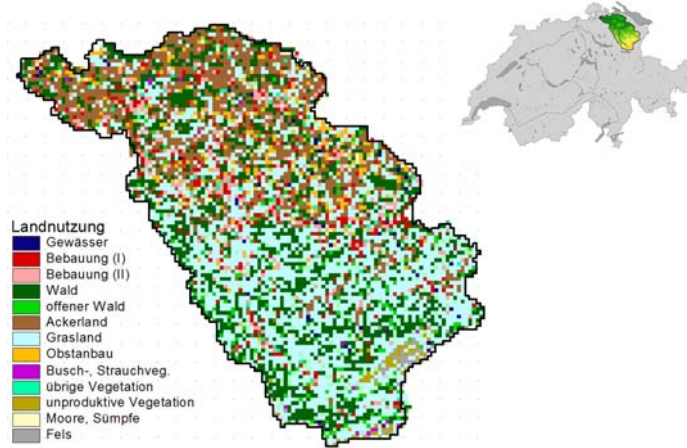 Landnutzung
Gewässer
Bebauung (I)
Bebauung (II)
Wald
offener Wald
Ackerland
Grasland
Obstanbau
Busch-, Strauchveg.
übrige Vegetation
unproduktive Vegetation
Moore, Sümpfe
Fels